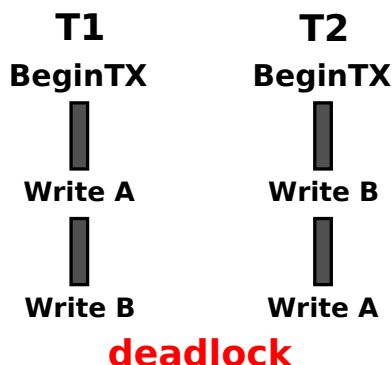 T1 T2
BeginTX BeginTX
Write A Write B
Write B Write A
deadlock